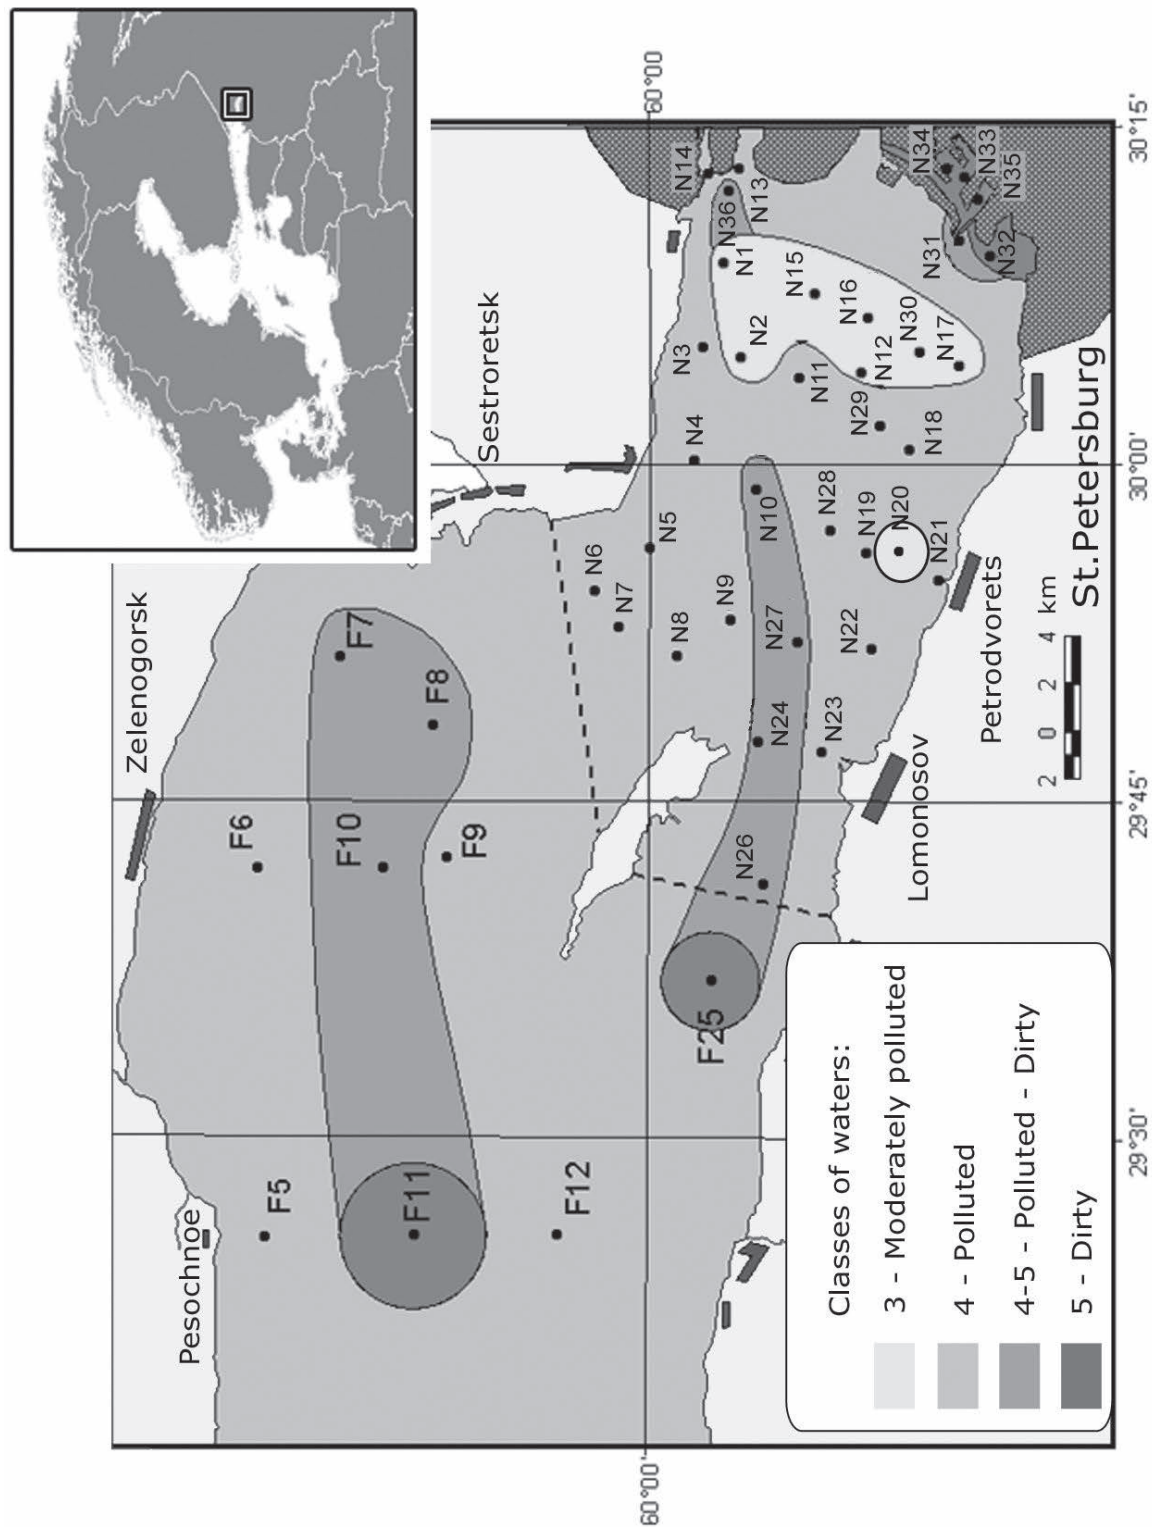 Pesochnoe
Zelenogorsk
Sestroretsk
F5
F6
F7
F10
F8
F11
F9
F12
F25
N6
N7
N5
N4
N3
N14
N8
N9
N10
N2
N1
N36
N13
N24
N27
N28
N11
N15
N26
N23
N22
N19
N20
N21
N29
N18
N12
N16
N30
N17
N31
N32
N34
N33
N35
60°00'
60°00
Lomonosov
Petrodvorets
St.Petersburg
2 0 2 4 km
29°30'
29°45'
30°00'
30°15'
Classes of waters:
3 - Moderately polluted
4 - Polluted
4-5 - Polluted - Dirty
5 - Dirty